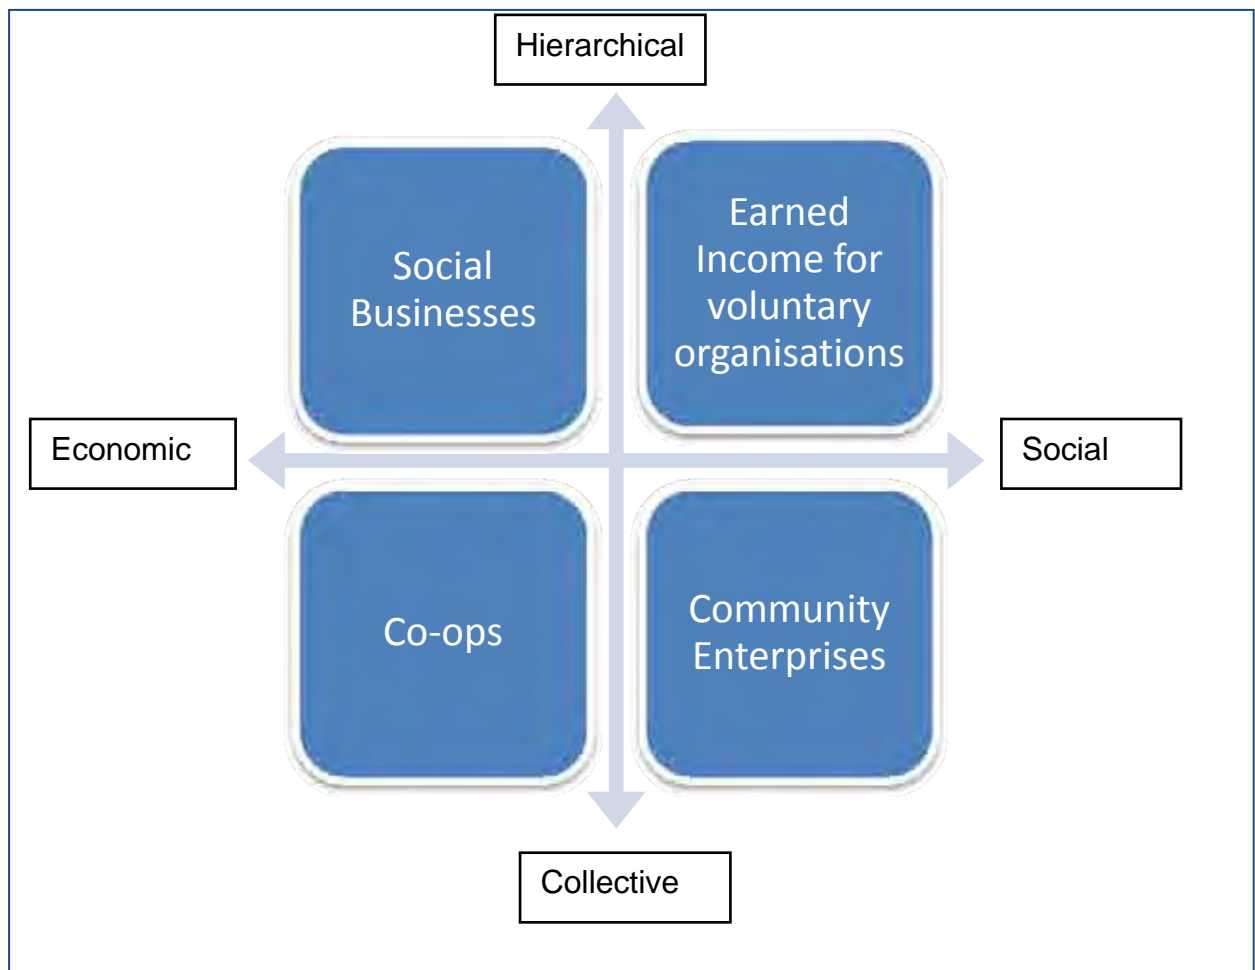 Hierarchical
Social
Businesses
Earned
Income for
voluntary
organisations
Economic
Social
Co-ops
Community
Enterprises
Collective